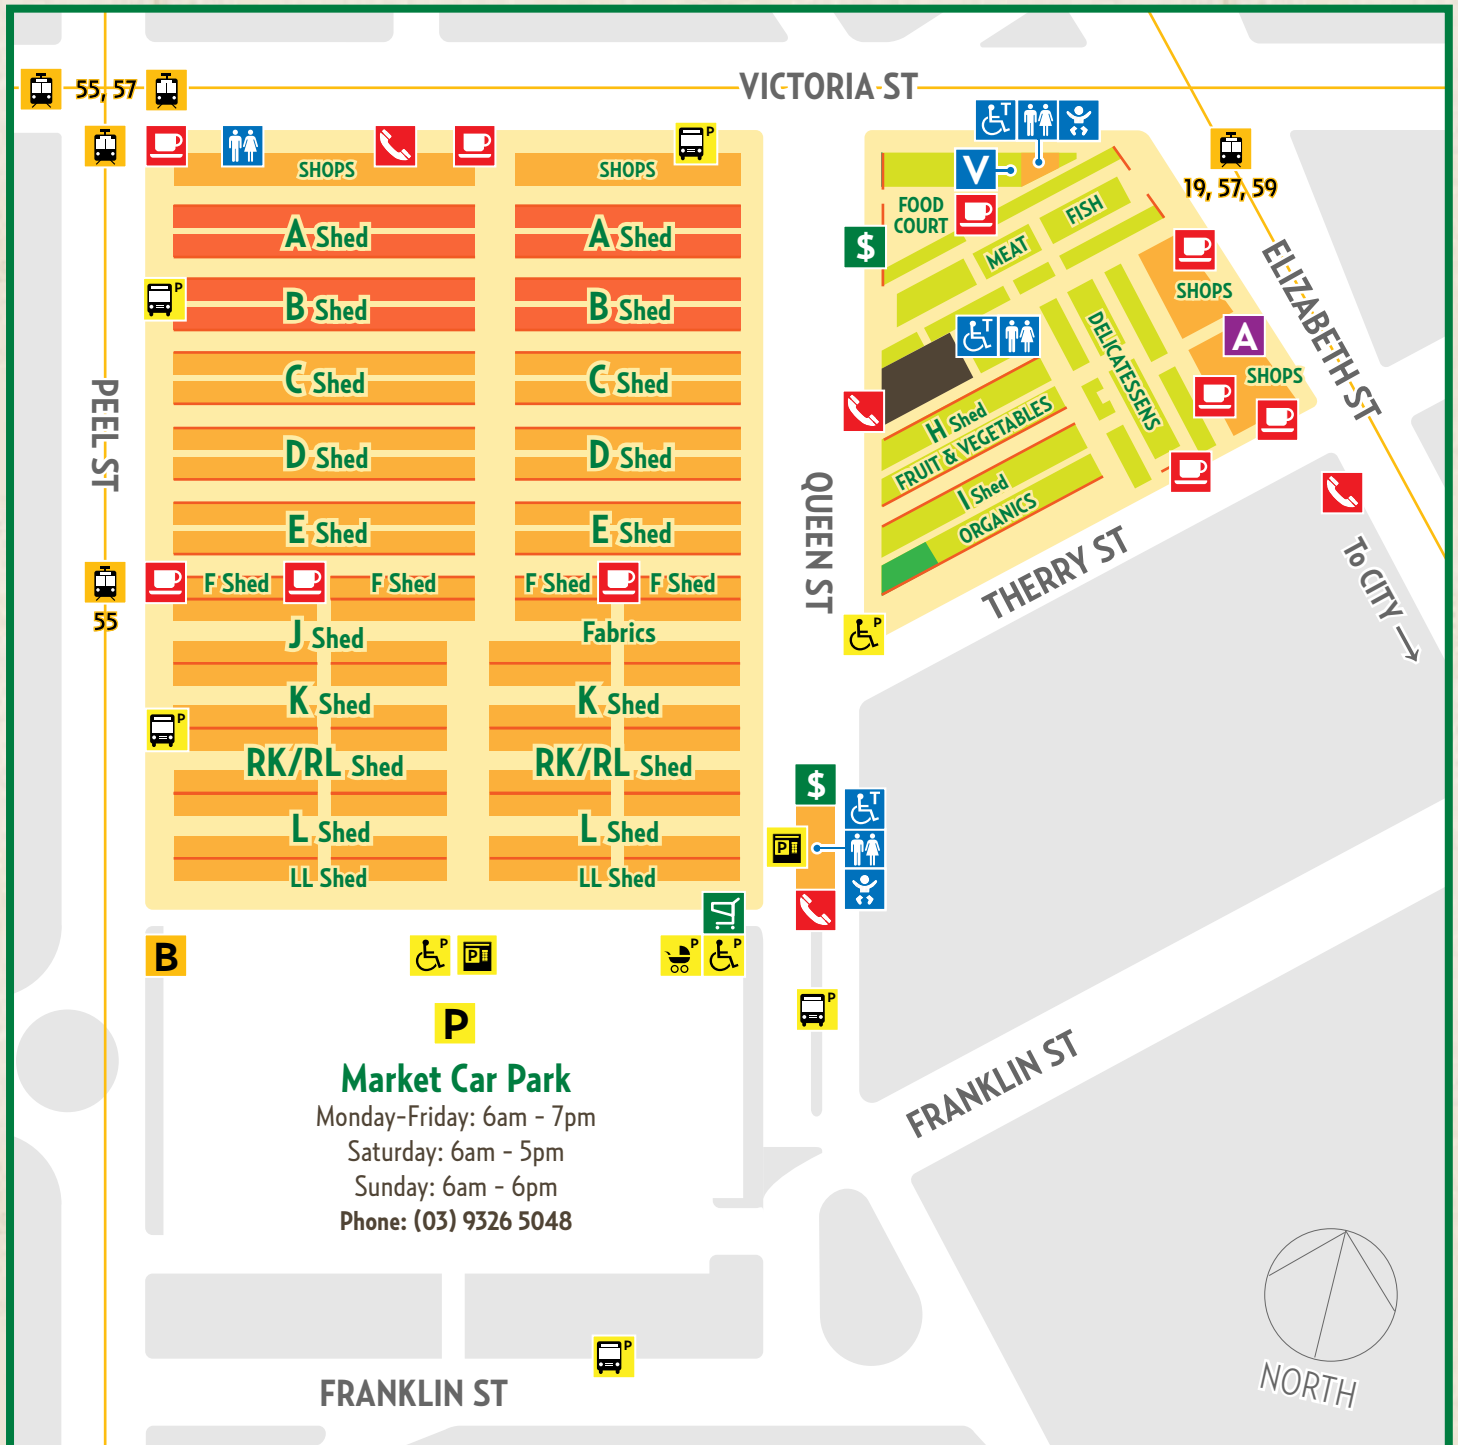 55, 57
VICTORIA ST
P
T
SHOPS
SHOPS
V
19, 57, 59
FOOD
COURT
FISH
MEAT
$
A Shed
A Shed
P
B Shed
B Shed
SHOPS
ELIZABETH ST
T
A
DELICATESSENS
SHOPS
PEEL ST
C Shed
C Shed
H Shed
FRUIT & VEGETABLES
D Shed
D Shed
I Shed
ORGANICS
QUEEN ST
E Shed
E Shed
THERRY ST
To CITY →
F Shed
F Shed
F Shed
F Shed
55
J Shed
Fabrics
P
K Shed
K Shed
P
RK/RL Shed
RK/RL Shed
$
T
P
L Shed
L Shed
LL Shed
LL Shed
B
P
P
P
P
P
P
Market Car Park
Monday-Friday: 6am - 7pm
Saturday: 6am - 5pm
Sunday: 6am - 6pm
Phone: (03) 9326 5048
FRANKLIN ST
P
FRANKLIN ST
NORTH